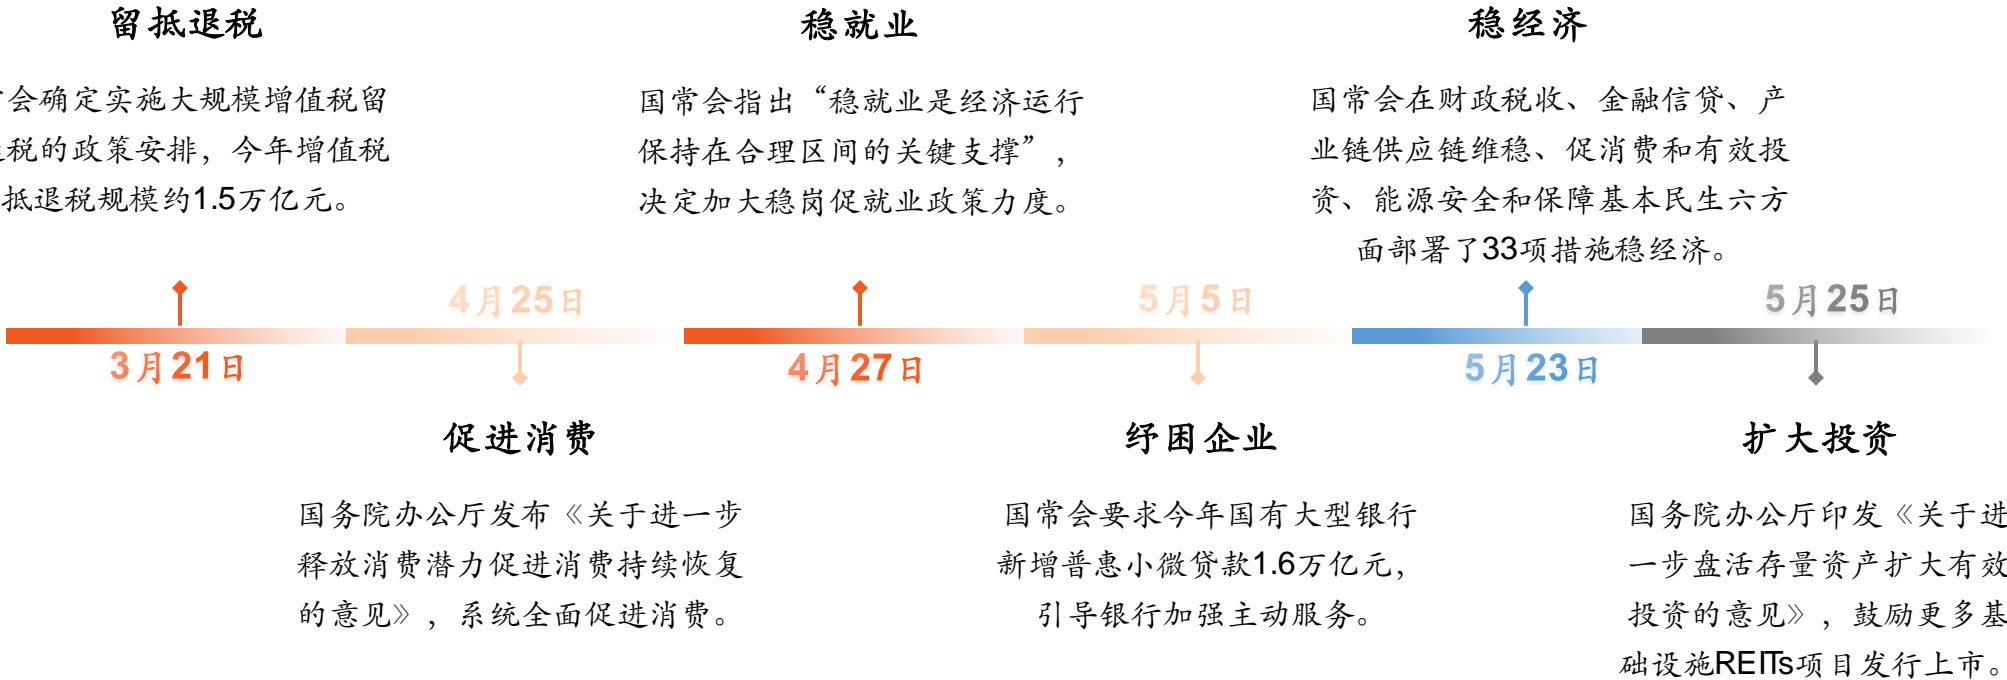 留抵退税
会确定实施大规模增值税留
税的政策安排，今年增值税
抵退税规模约1.5万亿元。
3月21日
4月25日
促进消费
国务院办公厅发布《关于进一步
释放消费潜力促进消费持续恢复
的意见》，系统全面促进消费。
稳就业
国常会指出“稳就业是经济运行
保持在合理区间的关键支撑”，
决定加大稳岗促就业政策力度。
4月27日
5月5日
纾困企业
国常会要求今年国有大型银行
新增普惠小微贷款1.6万亿元，
引导银行加强主动服务。
稳经济
国常会在财政税收、金融信贷、产
业链供应链维稳、促消费和有效投
资、能源安全和保障基本民生六方
面部署了33项措施稳经济。
5月23日
5月25日
扩大投资
国务院办公厅印发《关于进
一步盘活存量资产扩大有效
投资的意见》，鼓励更多基
础设施REITs项目发行上市。